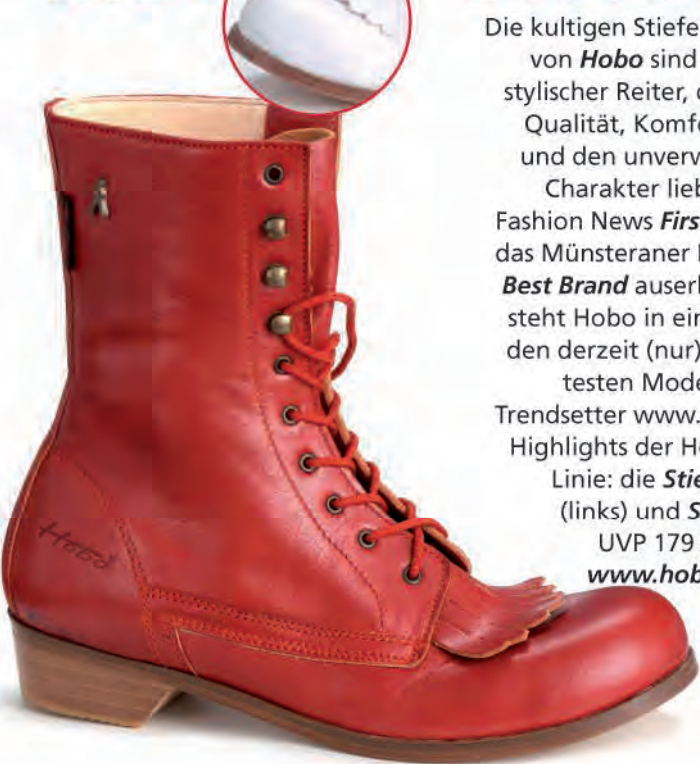 Die kultigen Stiefe
von Hobo sind
stylischer Reiter,
Qualität, Komf
und den unverv
Charakter lieb
Fashion News Firs
das Münsteraner
Best Brand auserl
steht Hobo in ein
den derzeit (nur)
testen Mode
Trendsetter www.
Highlights der H
Linie: die Stie
(links) und S
UVP 179
www.hob
Hobo